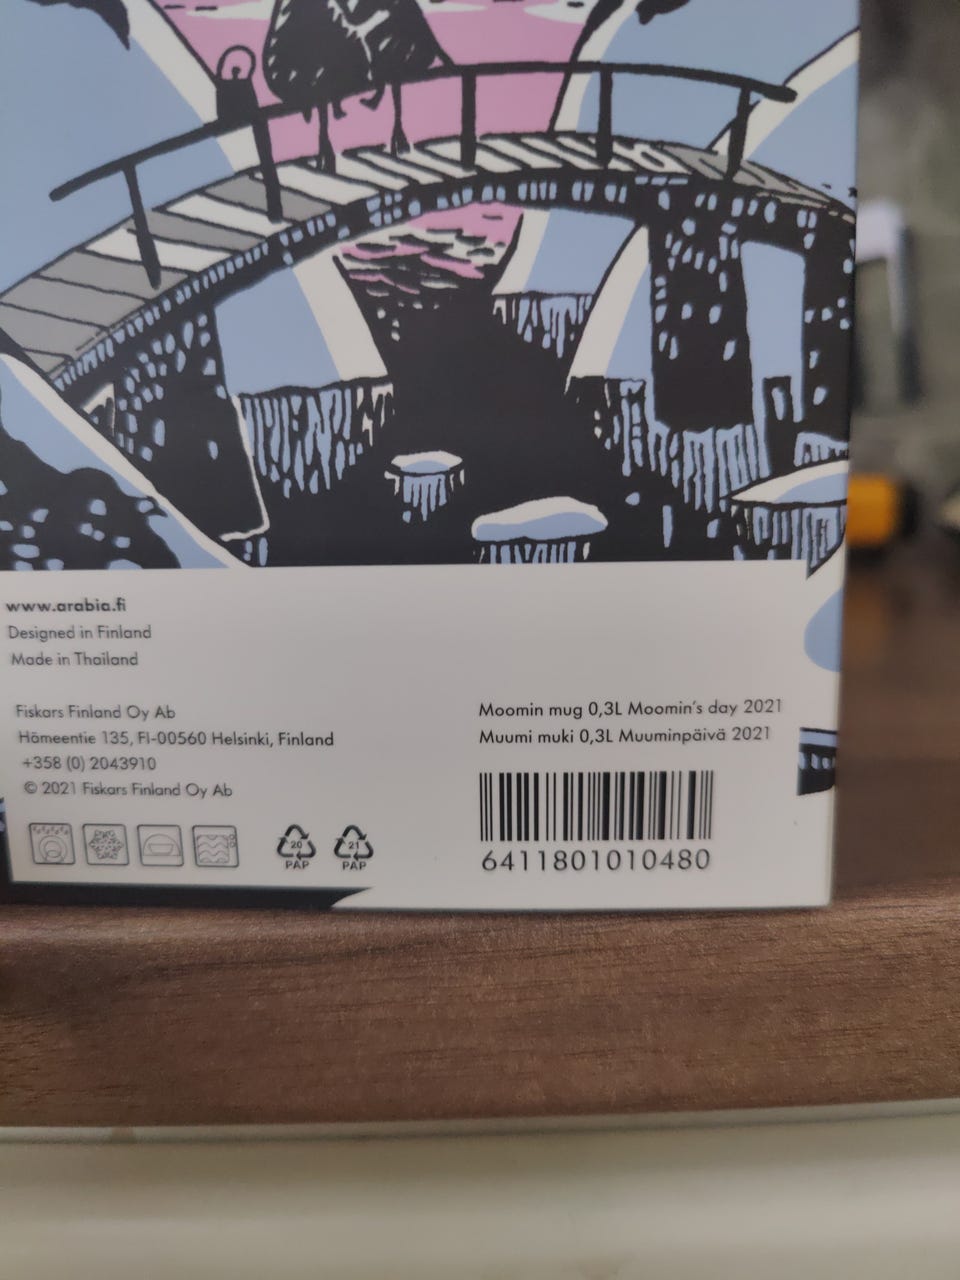 www.arabia.fi
Designed in Finland
Made in Thailand
Fiskars Finland Oy Ab
Hämeentie 135, FI-00560 Helsinki, Finland
+358 (0) 2043910
© 2021 Fiskars Finland Oy Ab
20
PAP
21
PAP
Moomin mug 0,3L Moomin's day 2021
Muumi muki 0,3L Muuminpäivä 2021
6411801010480